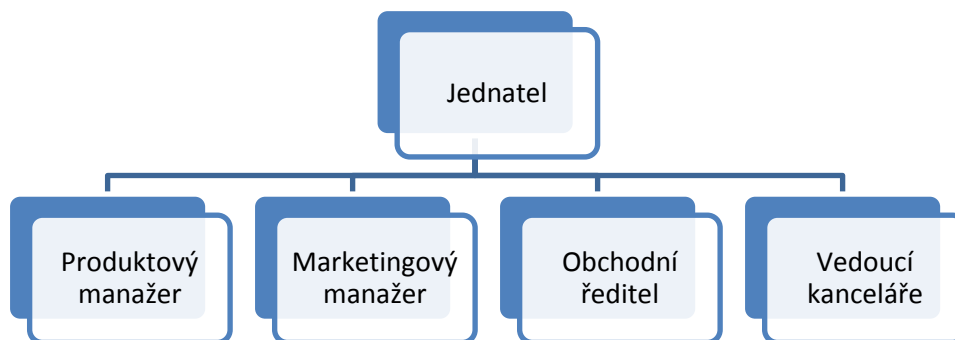 Jednatel
Produktový
manažer
Marketingový
manažer
Obchodní
ředitel
Vedoucí
kanceláře